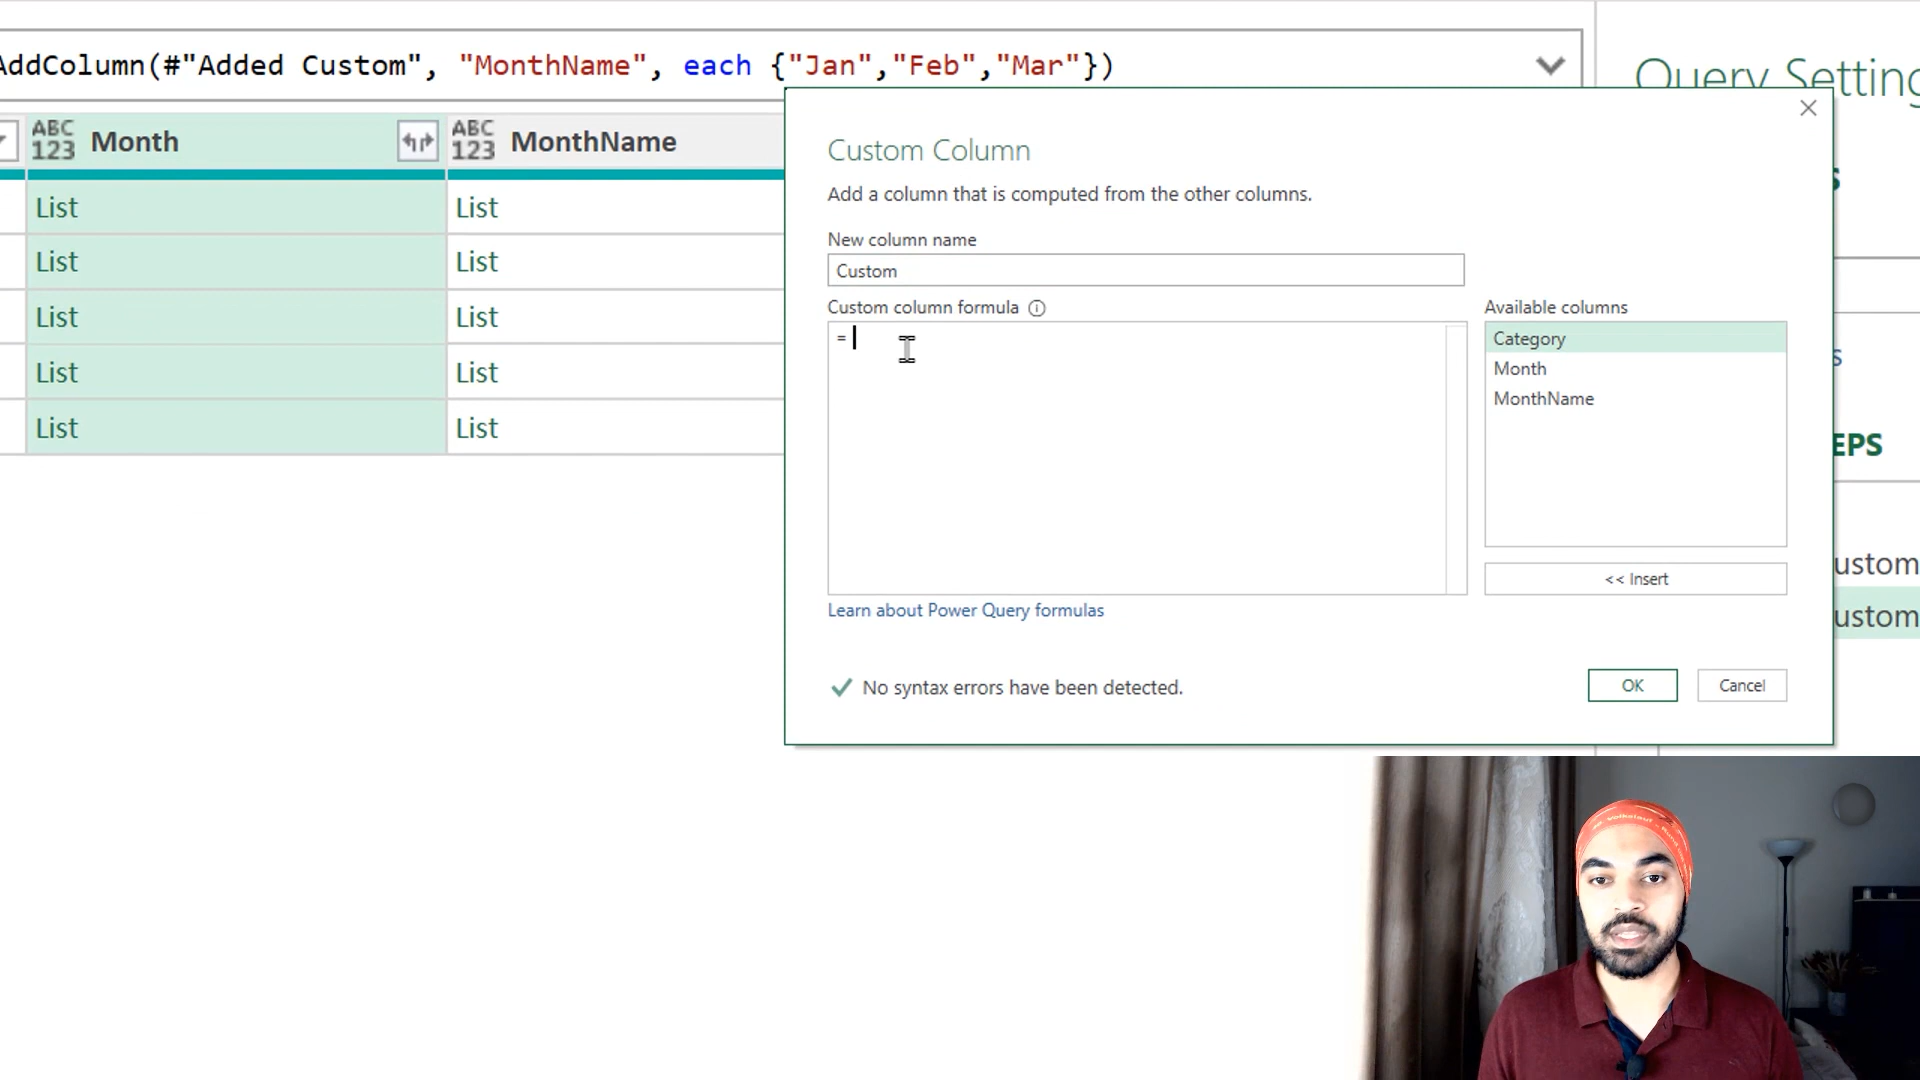 AddColumn(#"Added Custom", "MonthName", each {"Jan","Feb","Mar"})
Query Setting
ABC
123
Month
ABC
123
MonthName
List
List
List
List
List
List
List
List
List
List
Custom Column
Add a column that is computed from the other columns.
New column name
Custom
Custom column formula
=
Available columns
Category
Month
MonthName
<< Insert
Learn about Power Query formulas
No syntax errors have been detected.
OK
Cancel
S
s
EPS
ustom
ustom